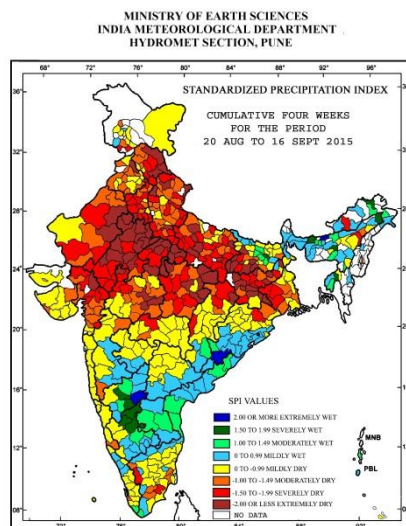 MINISTRY OF EARTH SCIENCES
INDIA METEOROLOGICAL DEPARTMENT
HYDROMET SECTION, PUNE
68° 72° 76° 80° 84° 88° 92° 96°
STANDARDIZED PRECIPITATION INDEX
36°
CUMULATIVE FOUR WEEKS
FOR THE PERIOD
20 AUG TO 16 SEPT 2015
32°
28°
24°
20°
16°
12°
08°
SPI VALUES
2.00 OR MORE EXTREMELY WET
1.50 TO 1.99 SEVERELY WET
1.00 TO 1.49 MODERATELY WET
0 TO 0.99 MILDLY WET
0 TO -0.99 MILDLY DRY
-1.00 TO -1.49 MODERATELY DRY
-1.50 TO -1.99 SEVERELY DRY
-2.00 OR LESS EXTREMELY DRY
NO DATA
MNB
PBL
76° 80° 84° 88°